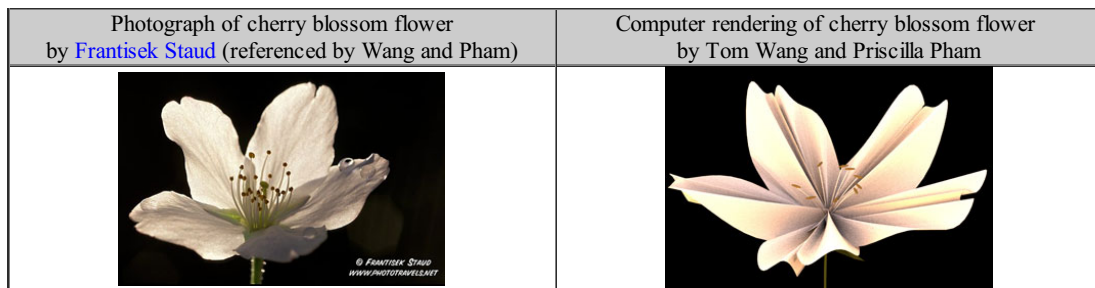 Photograph of cherry blossom flower
by Frantisek Staud (referenced by Wang and Pham)
Computer rendering of cherry blossom flower
by Tom Wang and Priscilla Pham
© FRANTISEK STAUD
WWW.PHOTOTRAVELS.NET